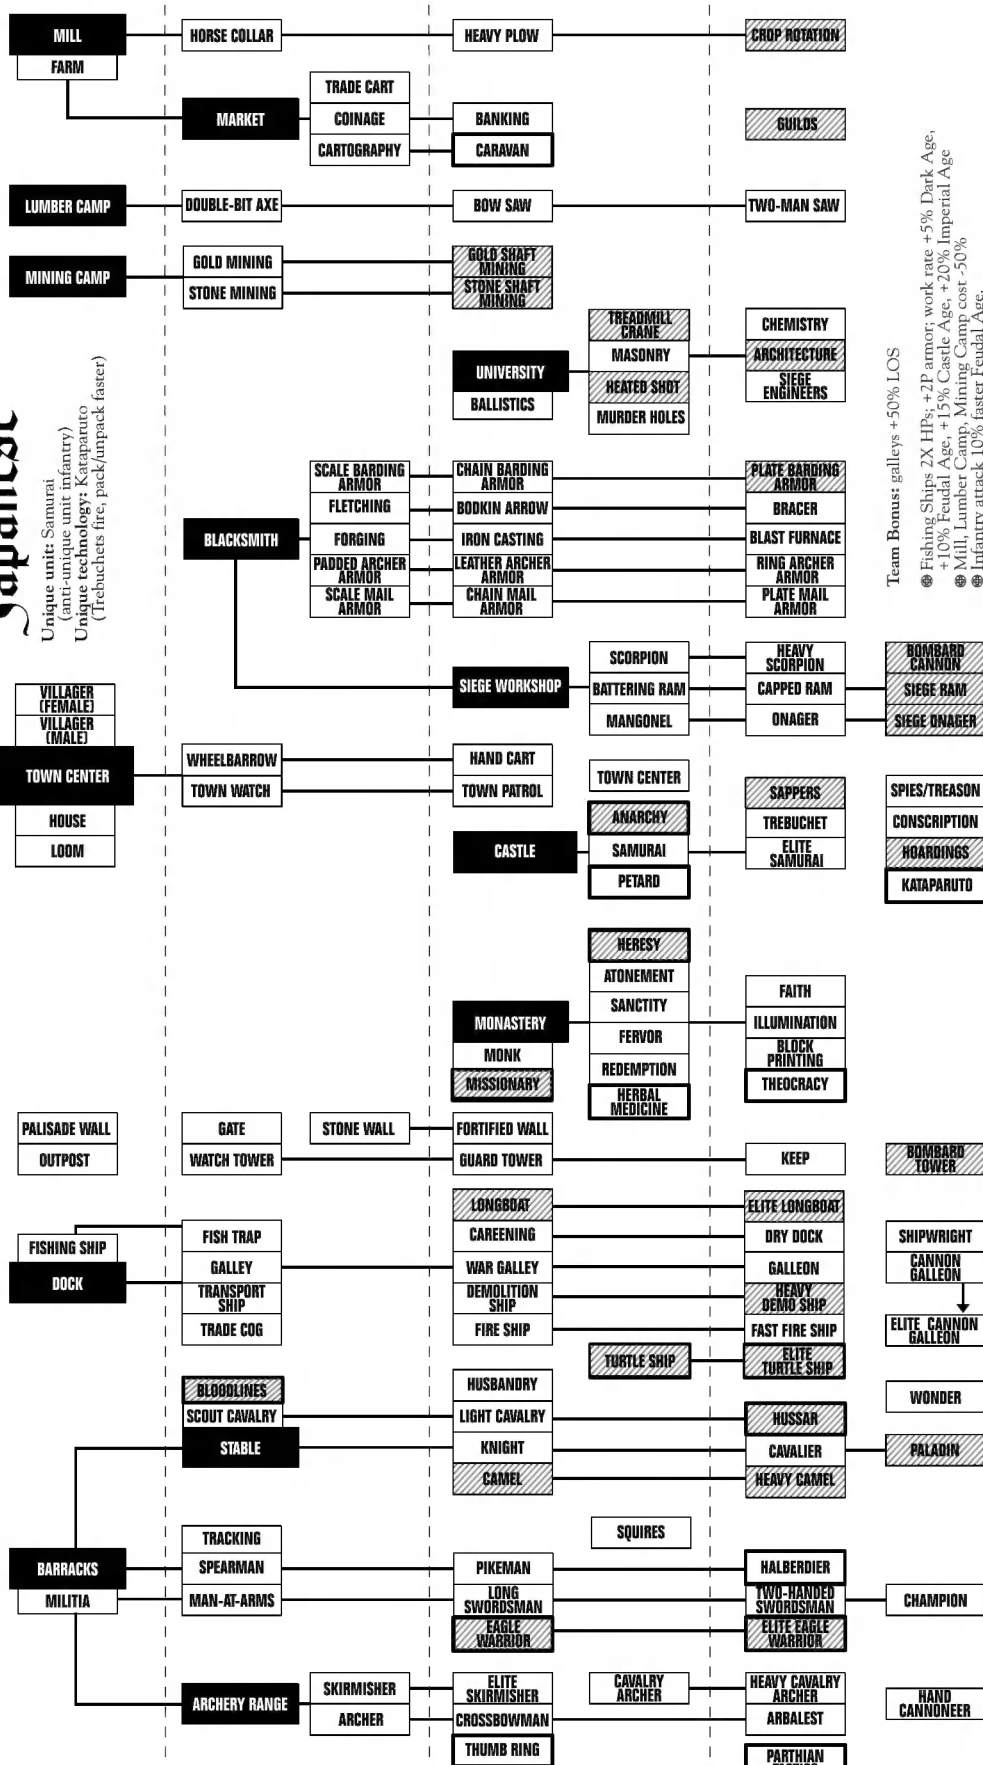 MILL
FARM
HORSE COLLAR
HEAVY PLOW
CROP ROTATION
MARKET
TRADE CART
COINAGE
CARTOGRAPHY
BANKING
CARAVAN
GUILDS
LUMBER CAMP
DOUBLE-BIT AXE
BOW SAW
TWO-MAN SAW
MINING CAMP
GOLD MINING
STONE MINING
GOLD SHAFT
MINING
STONE SHAFT
MINING
UNIVERSITY
BALLISTICS
TREADMILL
CRANE
MASONRY
HEATED SHOT
MURDER HOLES
CHEMISTRY
ARCHITECTURE
SIEGE
ENGINEERS
Japanese
Unique unit: Samurai
(anti-unique unit infantry)
Unique technology: Kataparuto
(Trebuchets fire, pack/unpack faster)
Team Bonus: galleys +50% LOS
Fishing Ships 2X HPs; +2P armor; work rate +5% Dark Age,
+10% Feudal Age, +15% Castle Age, +20% Imperial Age
Mill, Lumber Camp, Mining Camp cost -50%
Infantry attack 10% faster Feudal Age,
BLACKSMITH
SCALE BARDING
ARMOR
FLETCHING
FORGING
PADDED ARCHER
ARMOR
SCALE MAIL
ARMOR
CHAIN BARDING
ARMOR
BODKIN ARROW
IRON CASTING
LEATHER ARCHER
ARMOR
CHAIN MAIL
ARMOR
PLATE BARDING
ARMOR
BRACER
BLAST FURNACE
RING ARCHER
ARMOR
PLATE MAIL
ARMOR
SIEGE WORKSHOP
SCORPION
BATTERING RAM
MANGONEL
HEAVY
SCORPION
CAPPED RAM
ONAGER
BOMBARD
CANNON
SIEGE RAM
SIEGE ONAGER
VILLAGER
(FEMALE)
VILLAGER
(MALE)
TOWN CENTER
HOUSE
LOOM
WHEELBARROW
TOWN WATCH
HAND CART
TOWN PATROL
TOWN CENTER
CASTLE
ANARCHY
SAMURAI
PETARD
SAPPERS
TREBUCHET
ELITE
SAMURAI
SPIES/TREASON
CONSCRIPTION
HOARDINGS
KATAPARUTO
MONASTERY
MONK
MISSIONARY
HERESY
ATONEMENT
SANCTITY
FERVOR
REDEMPTION
HERBAL
MEDICINE
FAITH
ILLUMINATION
BLOCK
PRINTING
THEOCRACY
PALISADE WALL
OUTPOST
GATE
WATCH TOWER
STONE WALL
FORTIFIED WALL
GUARD TOWER
KEEP
BOMBARD
TOWER
FISHING SHIP
DOCK
FISH TRAP
GALLEY
TRANSPORT
SHIP
TRADE COG
LONGBOAT
CAREENING
WAR GALLEY
DEMOLITION
SHIP
FIRE SHIP
TURTLE SHIP
ELITE LONGBOAT
DRY DOCK
GALLEON
HEAVY
DEMO SHIP
FAST FIRE SHIP
ELITE
TURTLE SHIP
SHIPWRIGHT
CANNON
GALLEON
ELITE CANNON
GALLEON
WONDER
BLOODLINES
SCOUT CAVALRY
STABLE
HUSBANDRY
LIGHT CAVALRY
KNIGHT
CAMEL
HUSSAR
CAVALIER
HEAVY CAMEL
PALADIN
BARRACKS
MILITIA
TRACKING
SPEARMAN
MAN-AT-ARMS
SQUIRES
PIKEMAN
LONG
SWORDSMAN
EAGLE
WARRIOR
HALBERDIER
TWO-HANDED
SWORDSMAN
ELITE EAGLE
WARRIOR
CHAMPION
ARCHERY RANGE
SKIRMISHER
ARCHER
ELITE
SKIRMISHER
CROSSBOWMAN
THUMB RING
CAVALRY
ARCHER
HEAVY CAVALRY
ARCHER
ARBALEST
PARTHIAN
HAND
CANNONEER